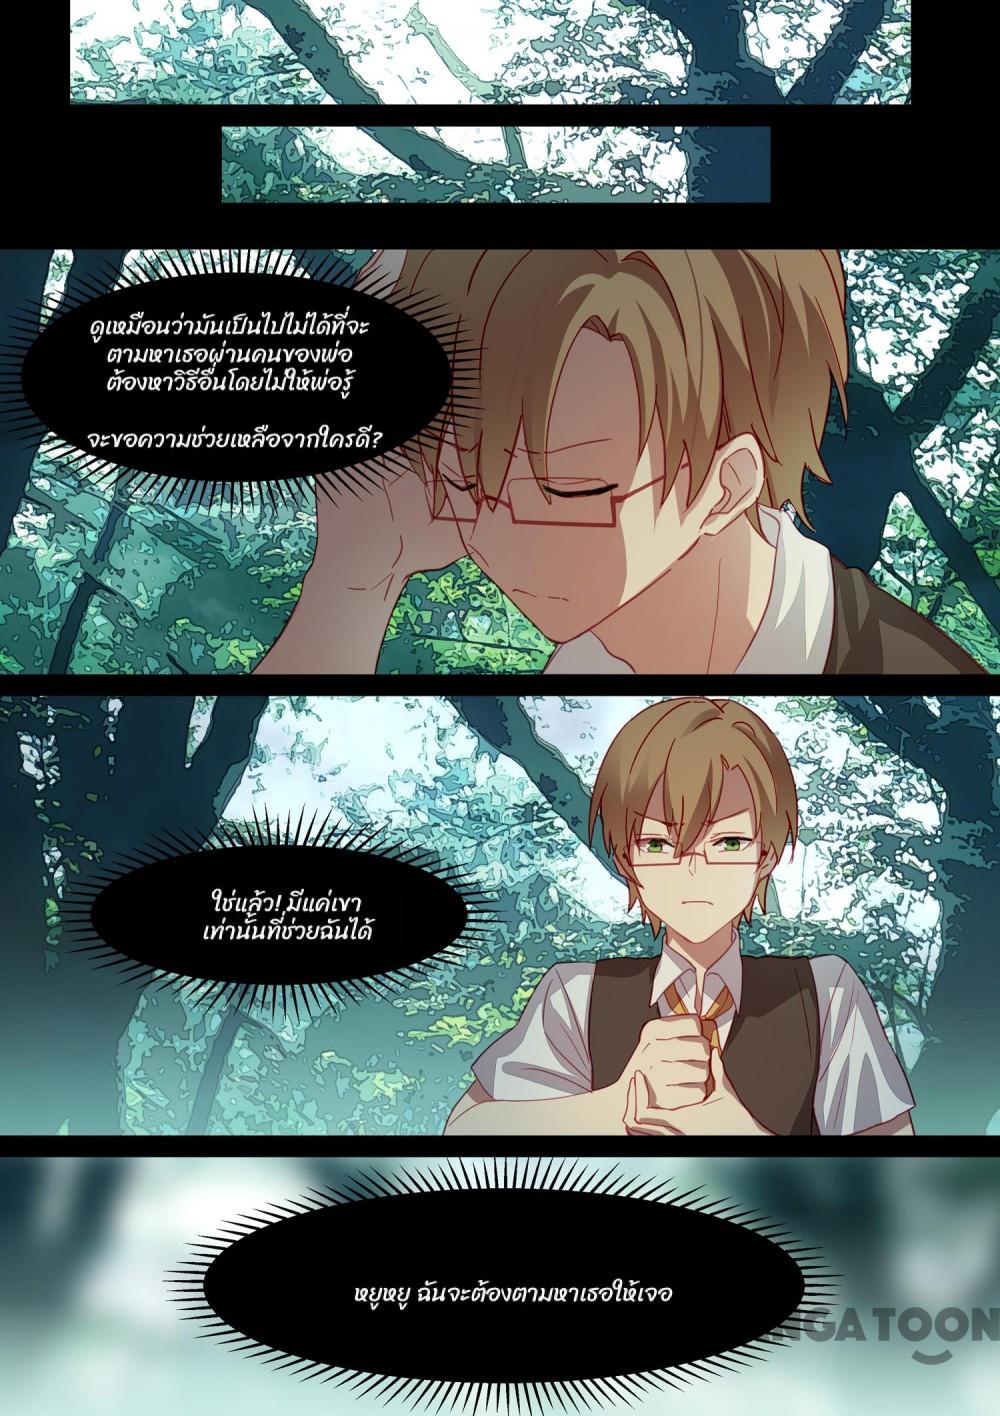 ดูเหมือนว่ามันเป็นไปไม่ได้ที่จะ
ตามหาเธอผ่านคนของพ่อ
ต้องหาวิธีอื่นโดยไม่ให้พ่อรู้
จะขอความช่วยเหลือจากใครดี?
ใช่แล้ว! มีแค่เขา
เท่านั้นที่ช่วยฉันได้
หยูหยู ฉันจะต้องตามหาเธอให้เจอ
MANGA TOON